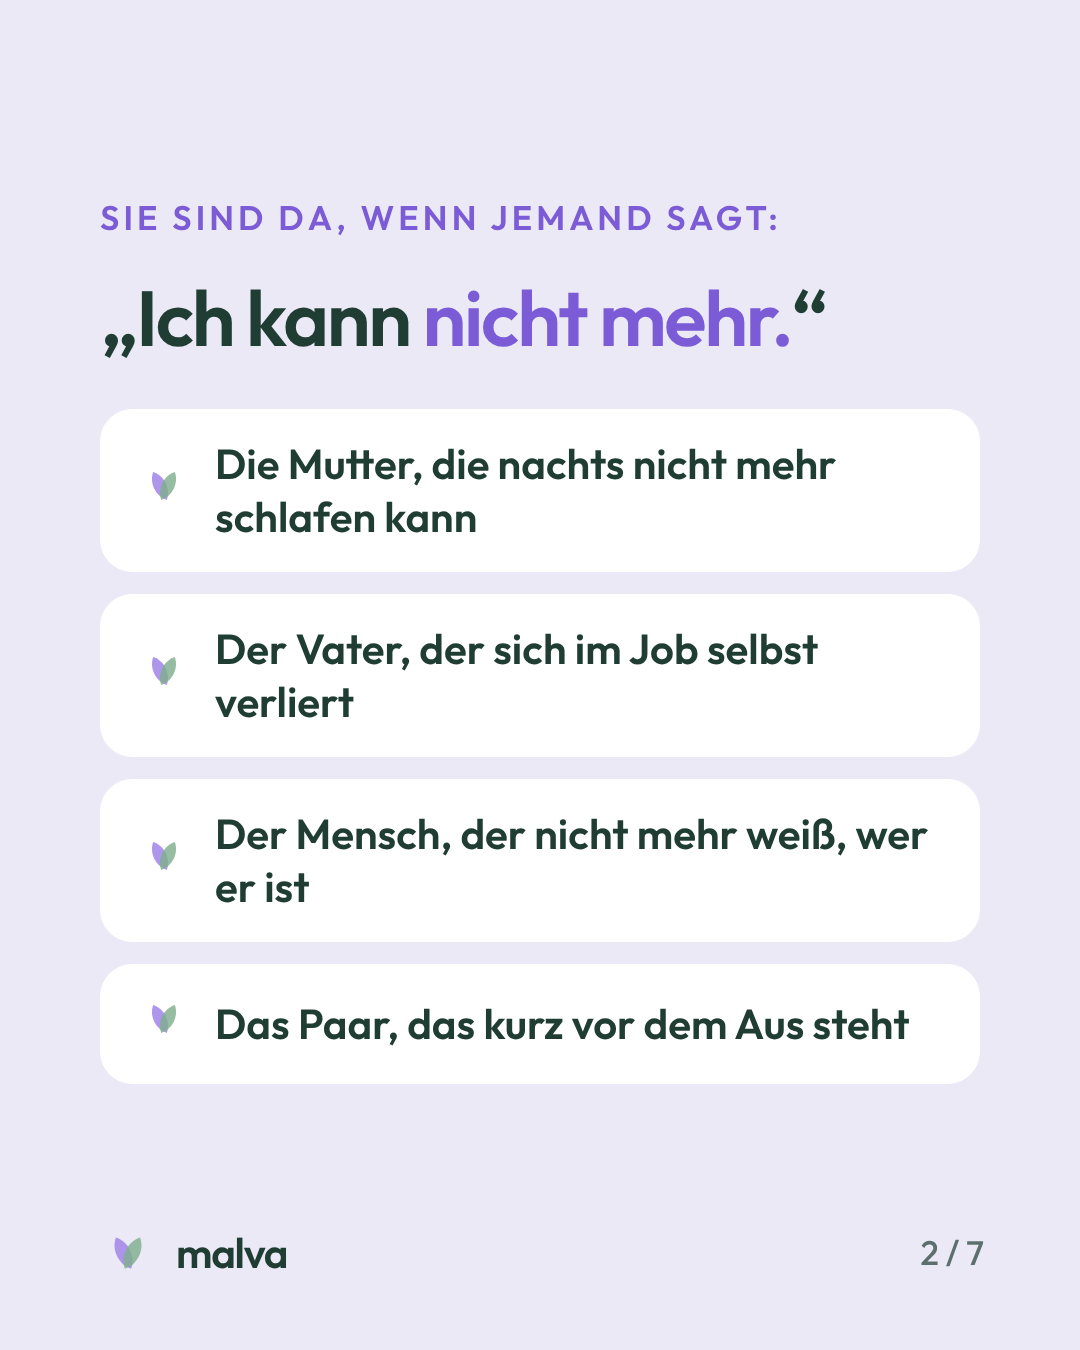 SIE SIND DA, WENN JEMAND SAGT:
„Ich kann nicht mehr.“
Die Mutter, die nachts nicht mehr
schlafen kann
Der Vater, der sich im Job selbst
verliert
Der Mensch, der nicht mehr weiß, wer
er ist
Das Paar, das kurz vor dem Aus steht
malva
2 / 7